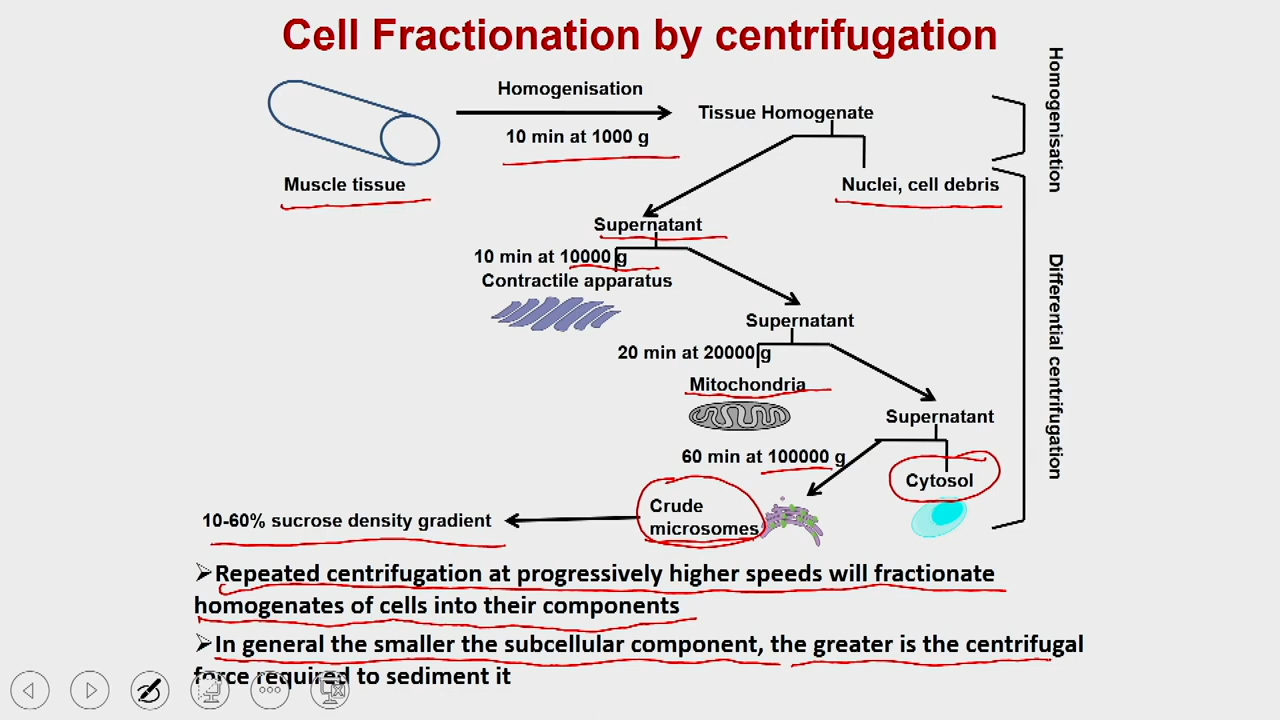 Cell Fractionation by centrifugation
Homogenisation
10 min at 1000 g
Tissue Homogenate
Muscle tissue
Nuclei, cell debris
Homogenisation
Supernatant
10 min at 10000 g
Contractile apparatus
Supernatant
20 min at 20000 g
Mitochondria
Supernatant
60 min at 100000 g
Cytosol
Differential centrifugation
Crude
microsomes
10-60% sucrose density gradient
➢Repeated centrifugation at progressively higher speeds will fractionate
homogenates of cells into their components
➢In general the smaller the subcellular component, the greater is the centrifugal
force required to sediment it